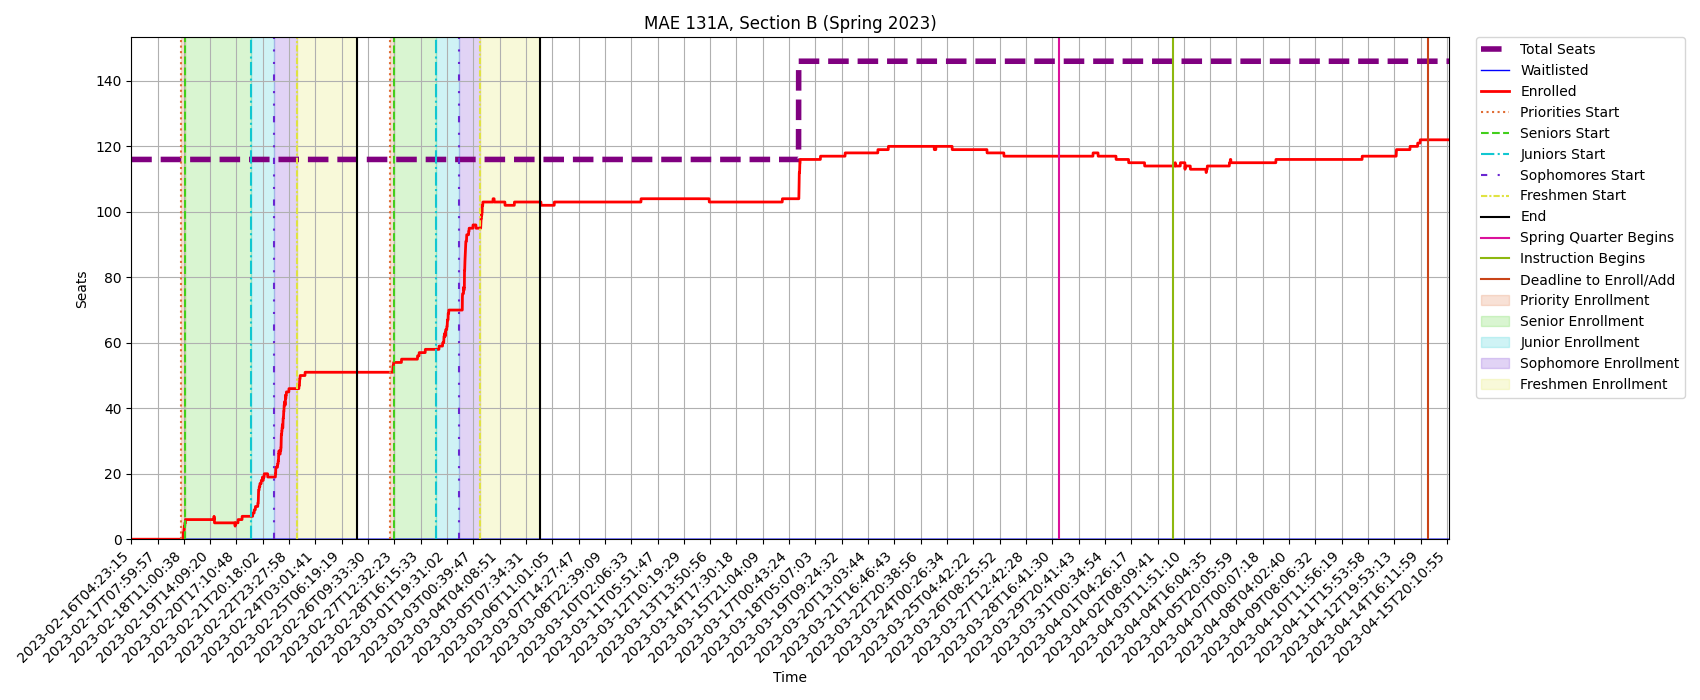 MAE 131A, Section B (Spring 2023)
Seats
140
120
100
80
60
40
20
0
2023-02-16T04:23:15
2023-02-17T07:59:57
2023-02-18T11:00:38
2023-02-19T14:09:20
2023-02-20T17:10:48
2023-02-21T20:18:02
2023-02-22T23:27:58
2023-02-24T03:01:41
2023-02-25T06:19:19
2023-02-26T09:33:30
2023-02-27T12:32:23
2023-02-28T16:15:33
2023-03-01T19:31:02
2023-03-03T00:39:47
2023-03-04T04:08:51
2023-03-05T07:34:31
2023-03-06T11:01:05
2023-03-07T14:27:47
2023-03-08T22:39:09
2023-03-10T02:06:33
2023-03-11T05:51:47
2023-03-12T10:19:29
2023-03-13T13:50:56
2023-03-14T17:30:18
2023-03-15T21:04:09
2023-03-17T00:43:24
2023-03-18T05:07:03
2023-03-19T09:24:32
2023-03-20T13:03:44
2023-03-21T16:46:43
2023-03-22T20:38:56
2023-03-24T00:26:34
2023-03-25T04:42:22
2023-03-26T08:25:52
2023-03-27T12:42:28
2023-03-28T16:41:30
2023-03-29T20:41:43
2023-03-31T00:34:54
2023-04-01T04:26:17
2023-04-02T08:09:41
2023-04-03T11:51:10
2023-04-04T16:04:35
2023-04-05T20:05:59
2023-04-07T00:07:18
2023-04-08T04:02:40
2023-04-09T08:06:32
2023-04-10T11:56:19
2023-04-11T15:53:58
2023-04-12T19:53:13
2023-04-14T16:11:59
2023-04-15T20:10:55
Time
Total Seats
Waitlisted
Enrolled
Priorities Start
Seniors Start
Juniors Start
Sophomores Start
Freshmen Start
End
Spring Quarter Begins
Instruction Begins
Deadline to Enroll/Add
Priority Enrollment
Senior Enrollment
Junior Enrollment
Sophomore Enrollment
Freshmen Enrollment